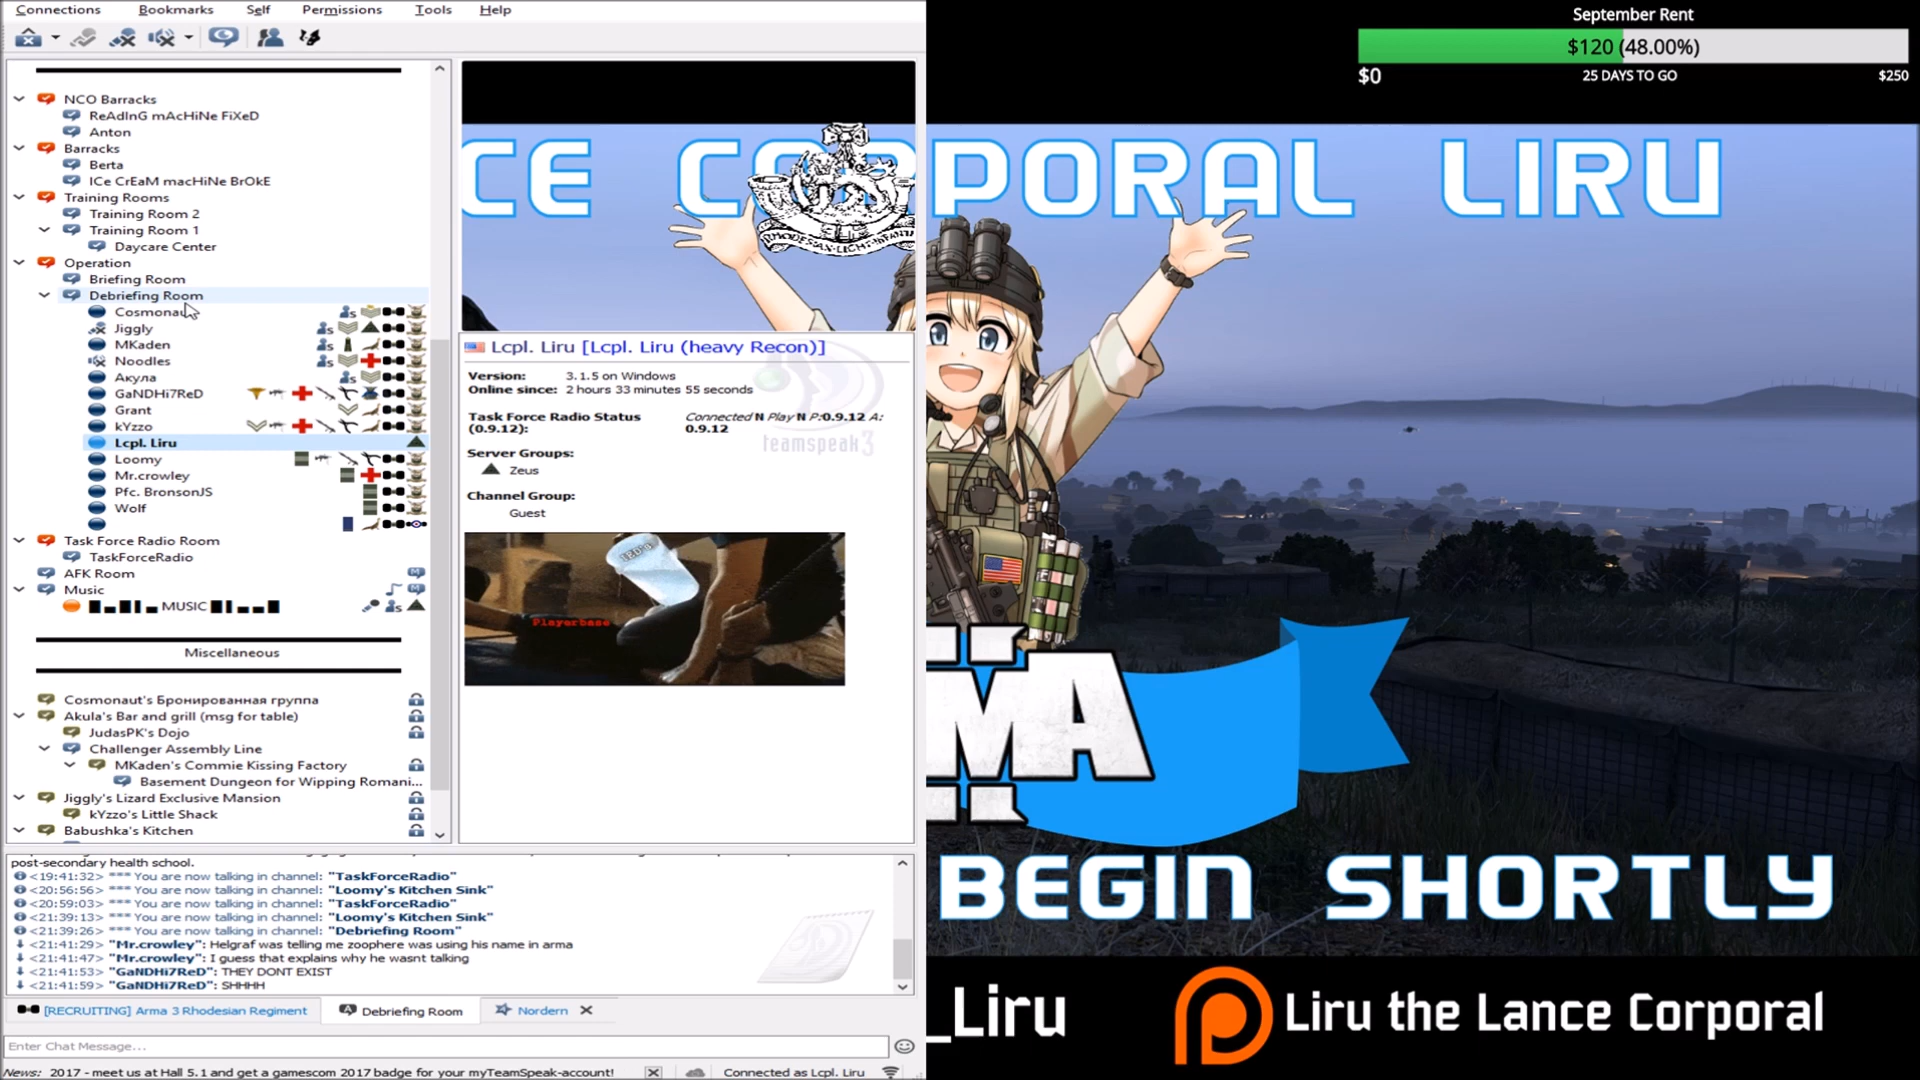 Connections Bookmarks Self Permissions Tools Help
NCO Barracks
ReAdInG mAcHiNe FiXeD
Anton
Barracks
Berta
ICe CrEaM macHiNe BrOkE
Training Rooms
Training Room 2
Training Room 1
Daycare Center
Operation
Briefing Room
Debriefing Room
Cosmonaut
Jiggly
MKaden
Noodles
Акула
GaNDHi7ReD
Grant
kYzzo
Lcpl. Liru
Loomy
Mr.crowley
Pfc. BronsonJS
Wolf
Task Force Radio Room
TaskForceRadio
AFK Room
Music
MUSIC
Miscellaneous
Cosmonaut's Бронированная группа
Akula's Bar and grill (msg for table)
JudasPK's Dojo
Challenger Assembly Line
MKaden's Commie Kissing Factory
Basement Dungeon for Wipping Romani...
Jiggly's Lizard Exclusive Mansion
kYzzo's Little Shack
Babushka's Kitchen
Lcpl. Liru [Lcpl. Liru (heavy Recon)]
Version: 3.1.5 on Windows
Online since: 2 hours 33 minutes 55 seconds
Task Force Radio Status (0.9.12): Connected N Play N P:0.9.12 A: 0.9.12
teamspeak 3
Server Groups:
Zeus
Channel Group:
Guest
IED's
Playerbase
post-secondary health school.
<19:41:32> *** You are now talking in channel: "TaskForceRadio"
<20:56:56> *** You are now talking in channel: "Loomy's Kitchen Sink"
<20:59:03> *** You are now talking in channel: "TaskForceRadio"
<21:39:13> *** You are now talking in channel: "Loomy's Kitchen Sink"
<21:39:26> *** You are now talking in channel: "Debriefing Room"
<21:41:29> "Mr.crowley": Helgraf was telling me zoophere was using his name in arma
<21:41:47> "Mr.crowley": I guess that explains why he wasnt talking
<21:41:53> "GaNDHi7ReD": THEY DONT EXIST
<21:41:59> "GaNDHi7ReD": SHHHH
[RECRUITING] Arma 3 Rhodesian Regiment Debriefing Room Nordern
Enter Chat Message...
News: 2017 - meet us at Hall 5.1 and get a gamescom 2017 badge for your myTeamSpeak-account! Connected as Lcpl. Liru
September Rent
$120 (48.00%)
$0 25 DAYS TO GO $250
CE CORPORAL LIRU
MA
BEGIN SHORTLY
_Liru Liru the Lance Corporal